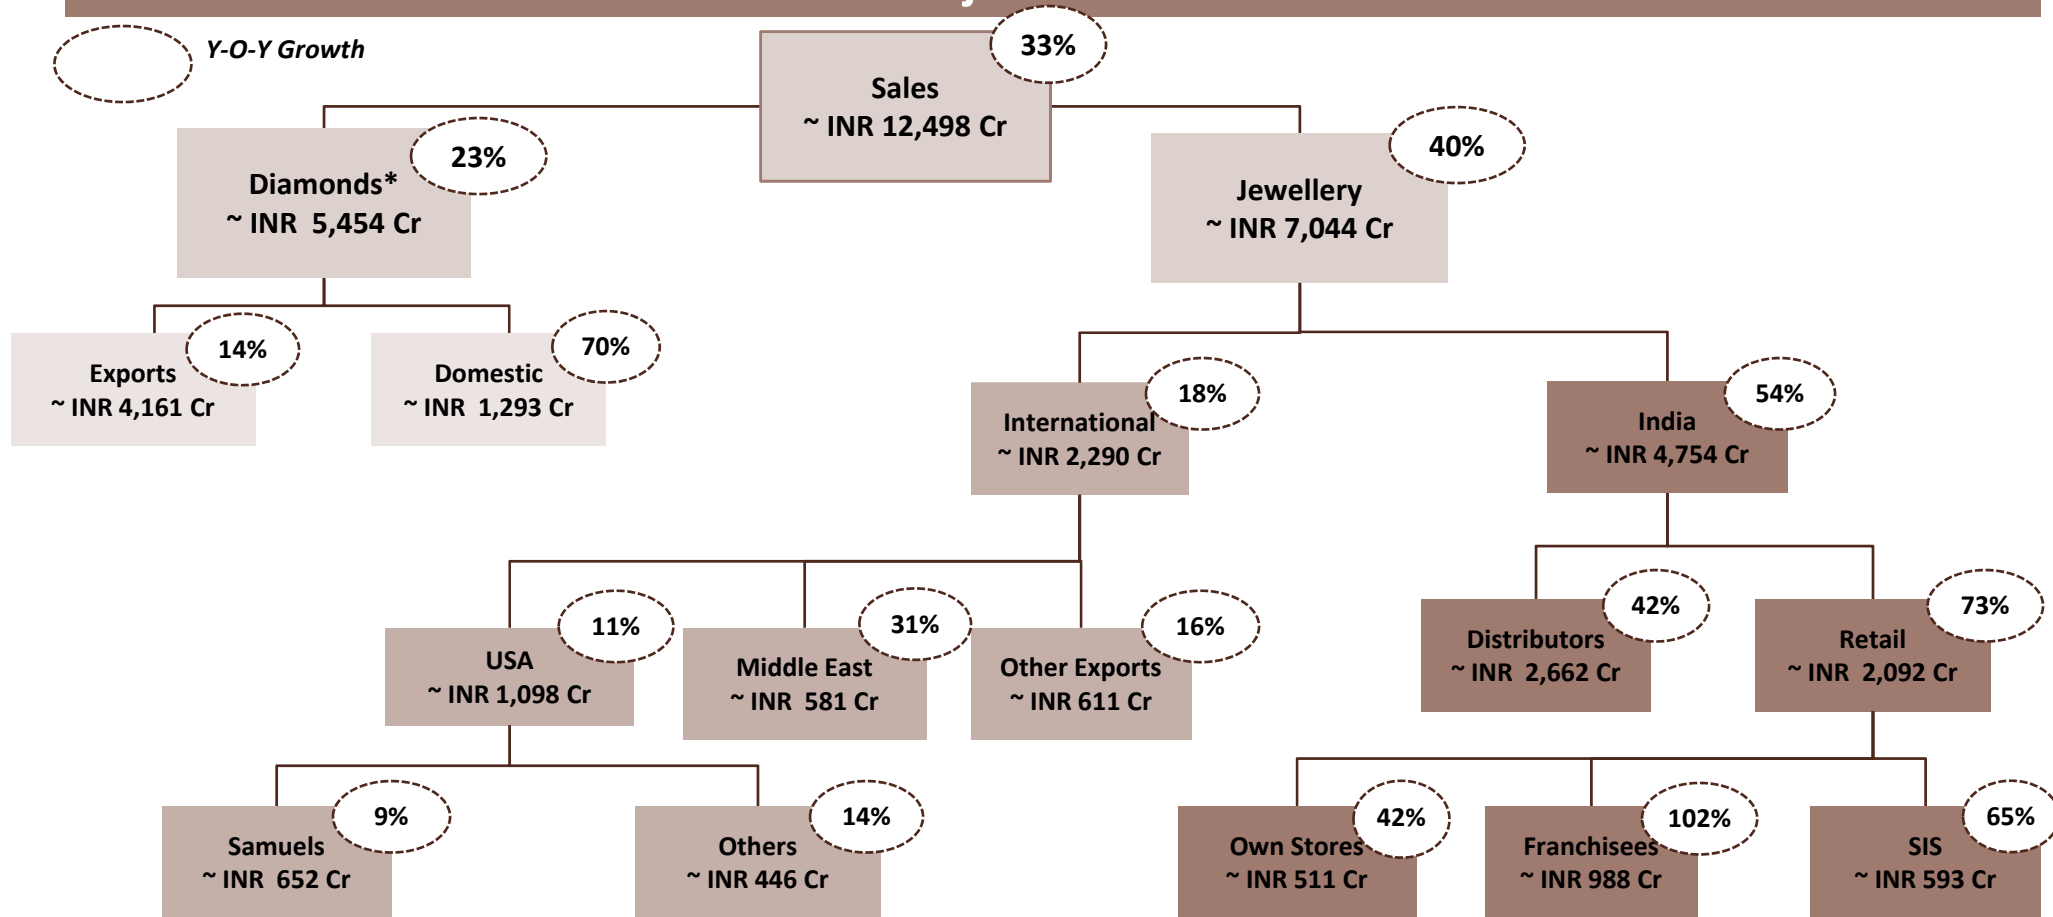 Y-O-Y Growth
33%
Sales
~ INR 12,498 Cr
23%
Diamonds*
~ INR 5,454 Cr
40%
Jewellery
~ INR 7,044 Cr
14%
Exports
~ INR 4,161 Cr
70%
Domestic
~ INR 1,293 Cr
18%
International
~ INR 2,290 Cr
54%
India
~ INR 4,754 Cr
11%
USA
~ INR 1,098 Cr
31%
Middle East
~ INR 581 Cr
16%
Other Exports
~ INR 611 Cr
42%
Distributors
~ INR 2,662 Cr
73%
Retail
~ INR 2,092 Cr
9%
Samuels
~ INR 652 Cr
14%
Others
~ INR 446 Cr
42%
Own Stores
~ INR 511 Cr
102%
Franchisees
~ INR 988 Cr
65%
SIS
~ INR 593 Cr